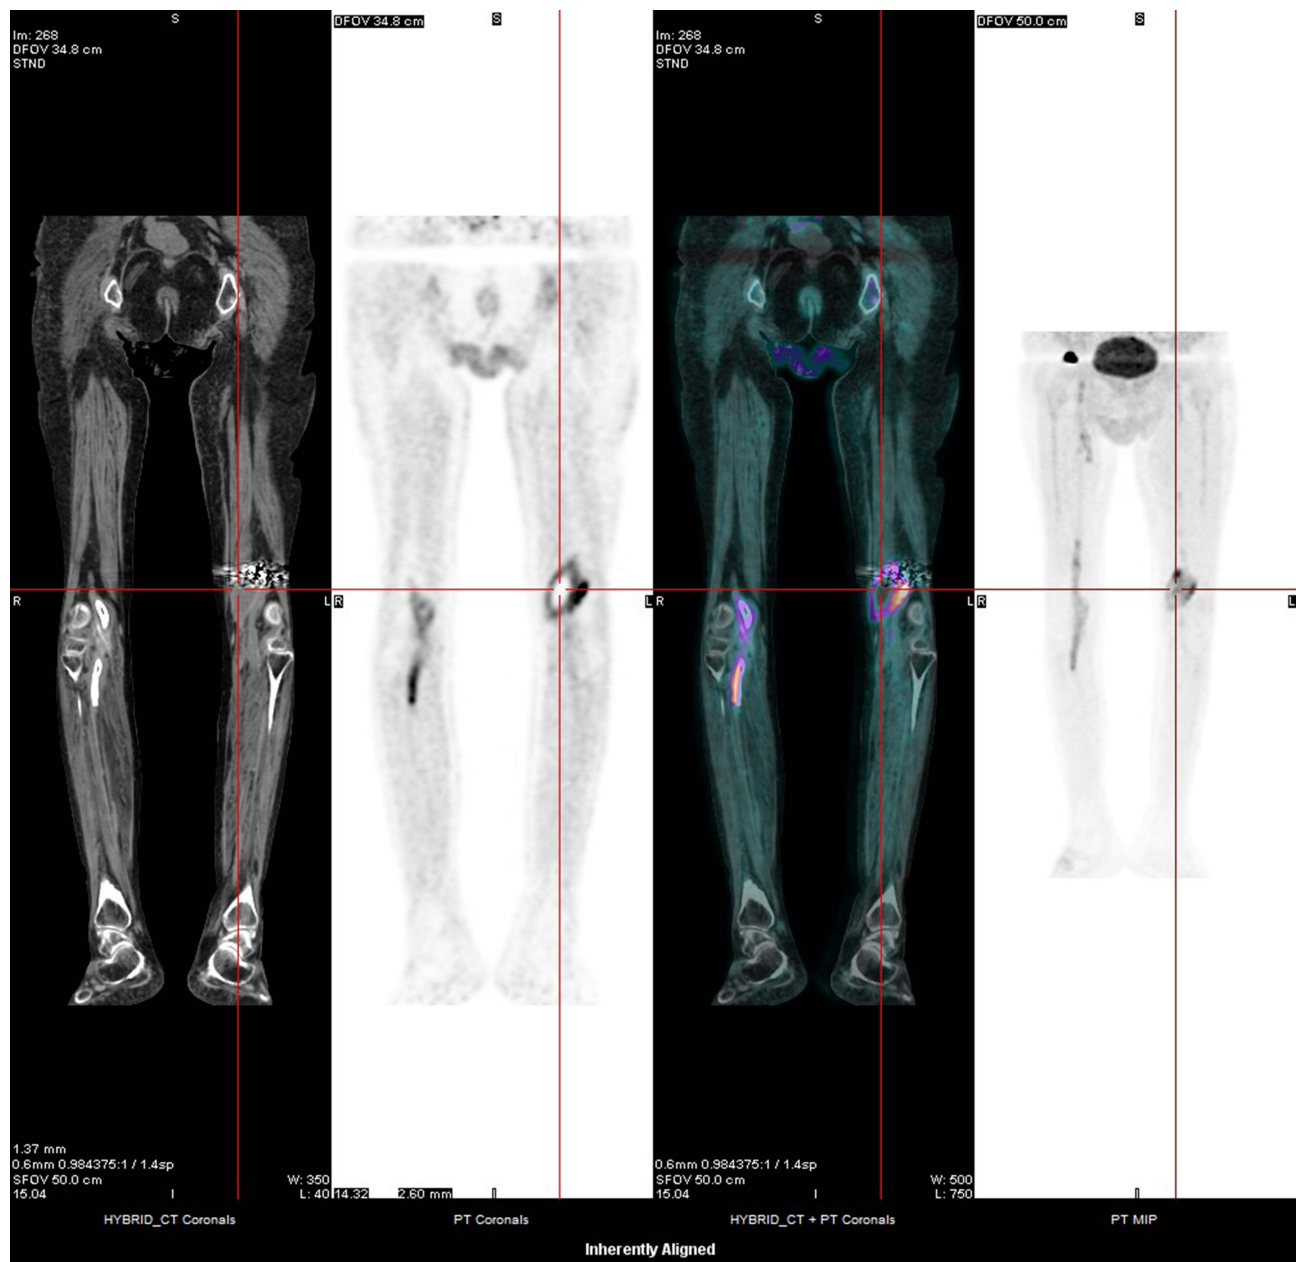 S
Im: 268
DFOV 34.8 cm
STND
R
L
1.37 mm
0.6mm 0.984375:1 / 1.4sp
SFOV 50.0 cm
15.04
I
W: 350
L: 40
HYBRID_CT Coronals
DFOV 34.8 cm
S
R
L
14.32
2.60 mm
I
PT Coronals
S
Im: 268
DFOV 34.8 cm
STND
R
L
0.6mm 0.984375:1 / 1.4sp
SFOV 50.0 cm
15.04
I
W: 500
L: 750
HYBRID_CT + PT Coronals
DFOV 50.0 cm
S
R
L
I
PT MIP
Inherently Aligned